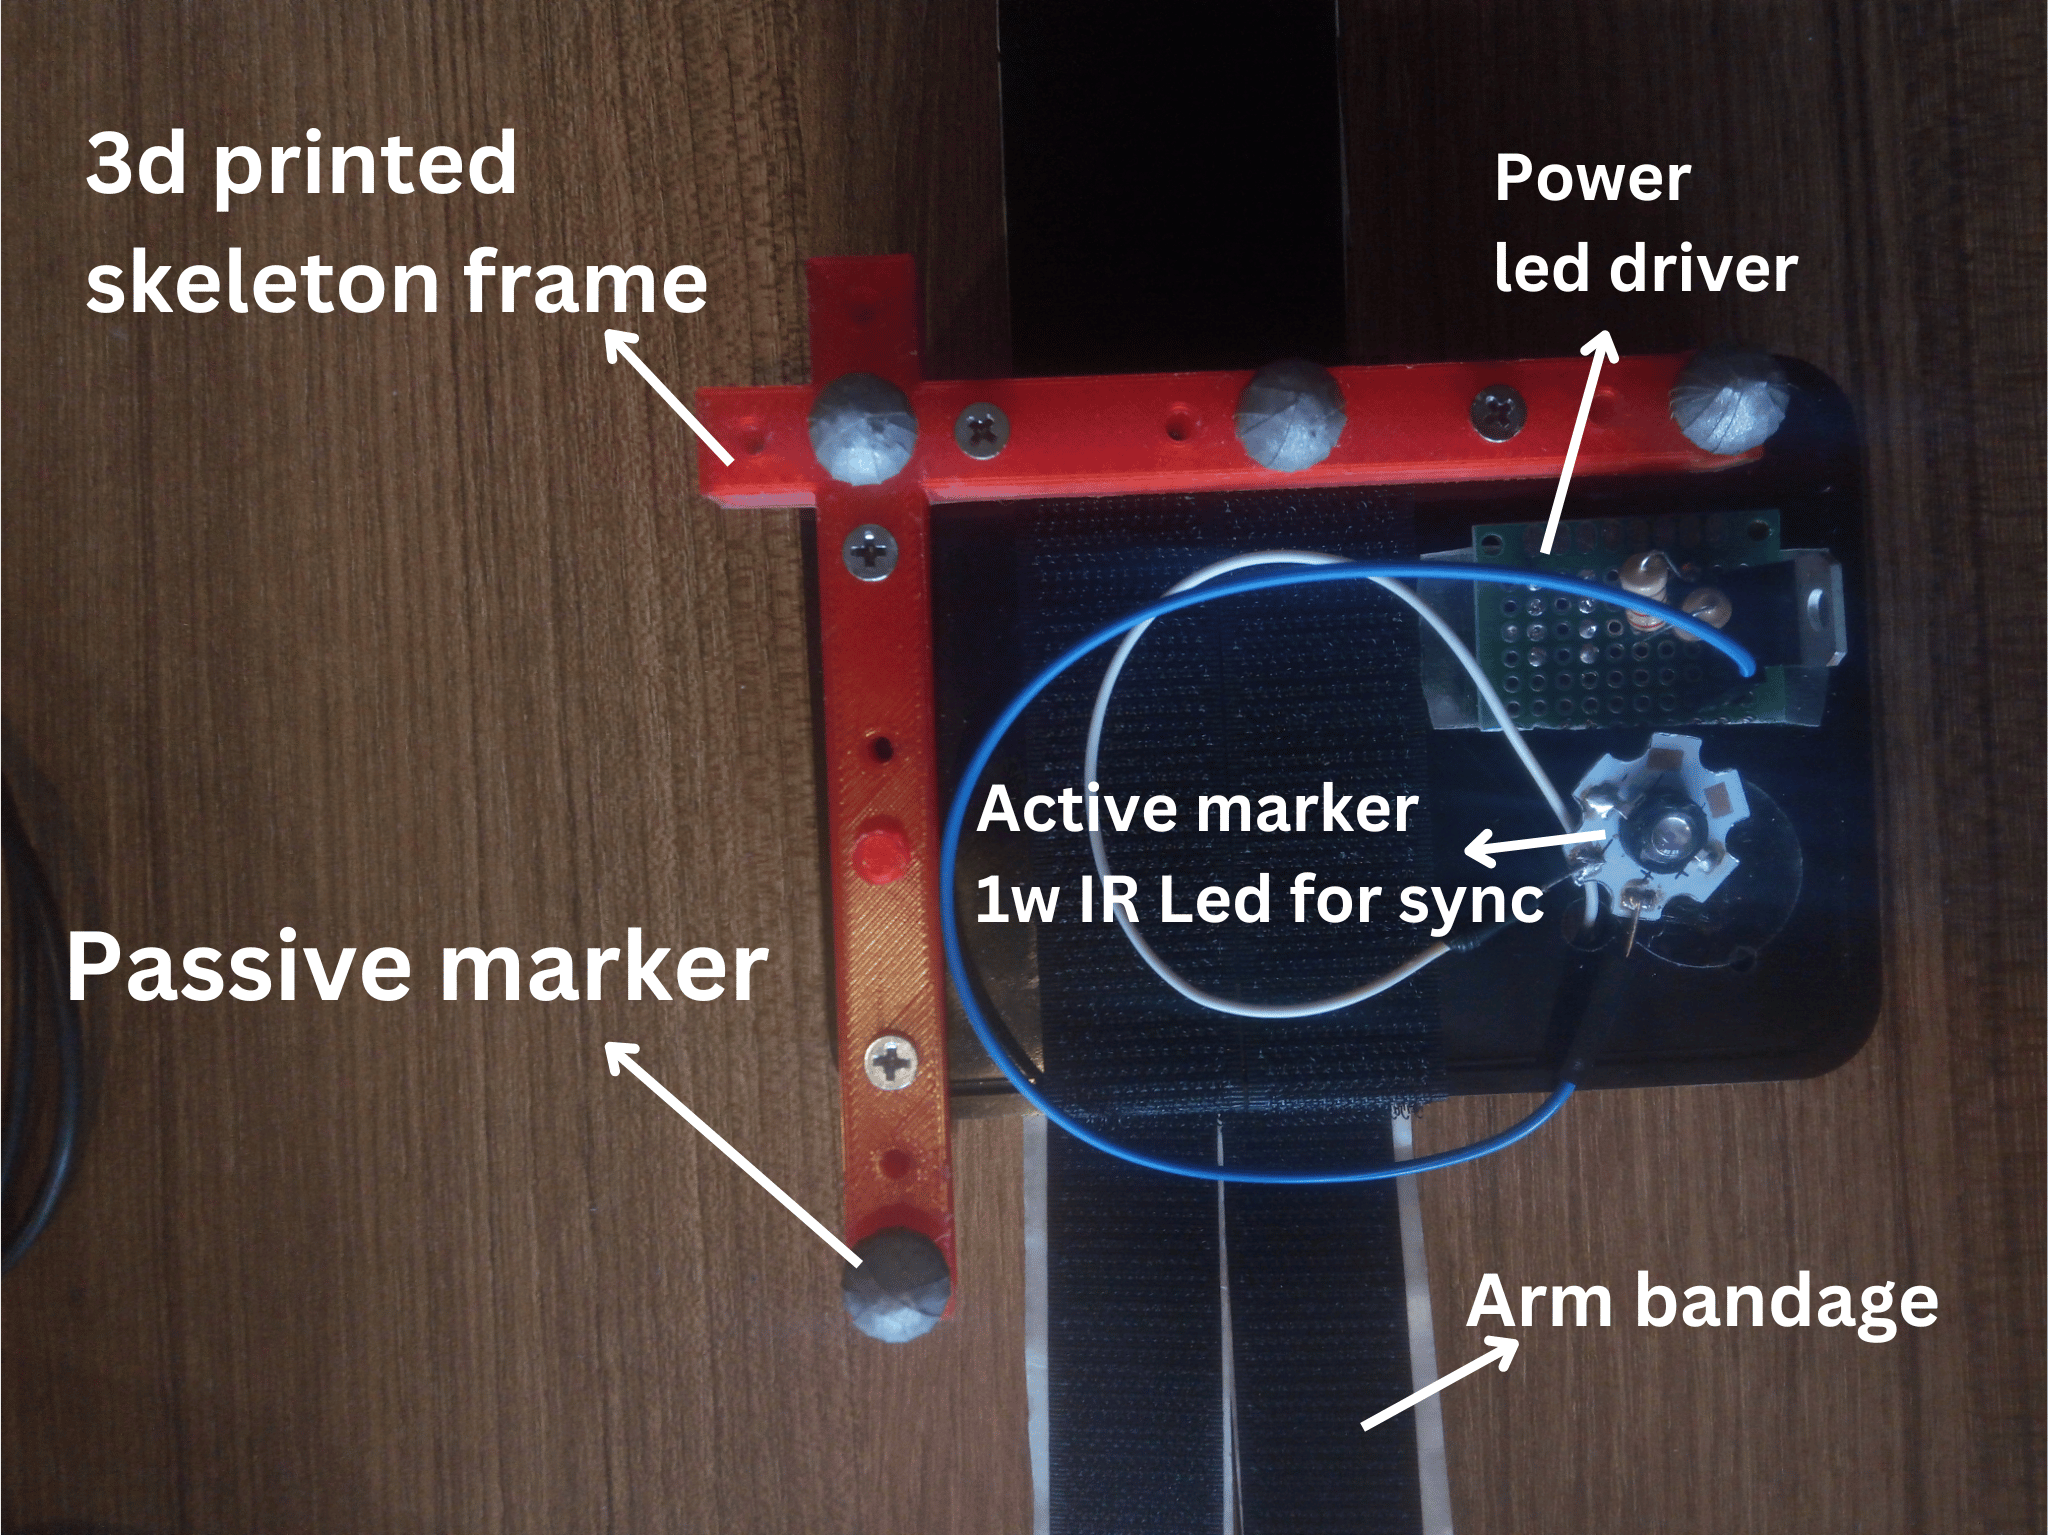 3d printed
skeleton frame
Power
led driver
Active marker
1w IR Led for sync
Passive marker
Arm bandage